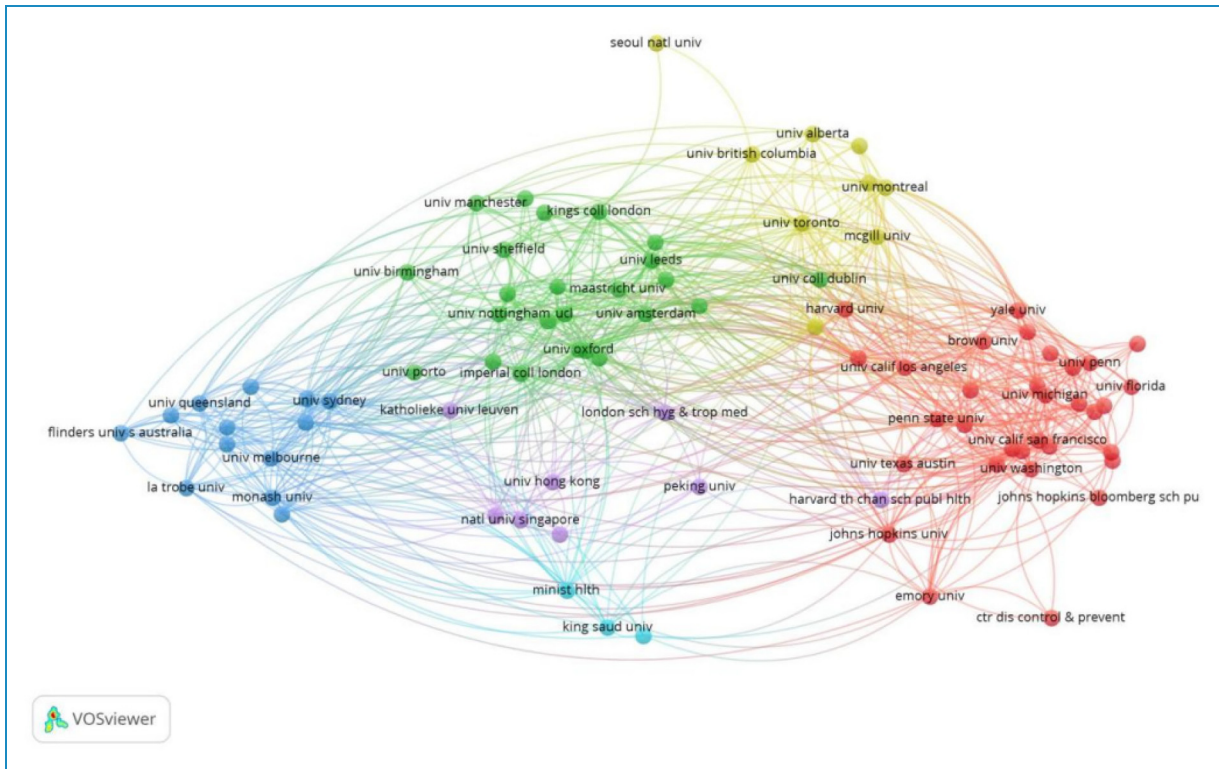 seoul natl univ
univ alberta
univ british columbia
univ montreal
univ manchester
kings coll london
univ toronto
mcgill univ
univ sheffield
univ leeds
univ birmingham
univ coll dublin
maastricht univ
harvard univ
yale univ
univ nottingham
ucl
univ amsterdam
brown univ
univ oxford
univ penn
univ calif los angeles
univ porto
imperial coll london
univ florida
univ michigan
univ queensland
univ sydney
katholieke univ leuven
london sch hyg & trop med
penn state univ
flinders univ s australia
univ calif san francisco
univ melbourne
univ texas austin
univ washington
univ hong kong
peking univ
la trobe univ
monash univ
harvard th chan sch publ hlth
johns hopkins bloomberg sch pu
natl univ singapore
johns hopkins univ
minist hlth
emory univ
ctr dis control & prevent
king saud univ
VOSviewer